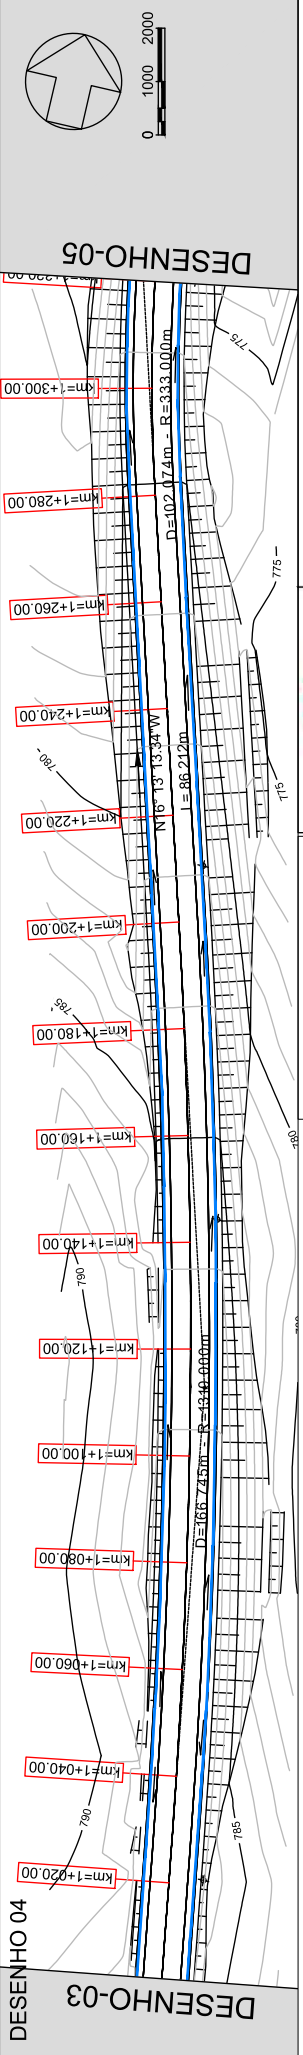 DESENHO 04
DESENHO-03
DESENHO-05
0 1000 2000
km=1+020.00
km=1+040.00
km=1+060.00
km=1+080.00
km=1+100.00
km=1+120.00
km=1+140.00
km=1+160.00
km=1+180.00
km=1+200.00
km=1+220.00
km=1+240.00
km=1+260.00
km=1+280.00
km=1+300.00
790
790
785
780
785
780
775
775
775
D=166.745m - R=1310.000m
N16° 13' 13.34"W
L = 86.212m
D=102.074m - R=333.000m